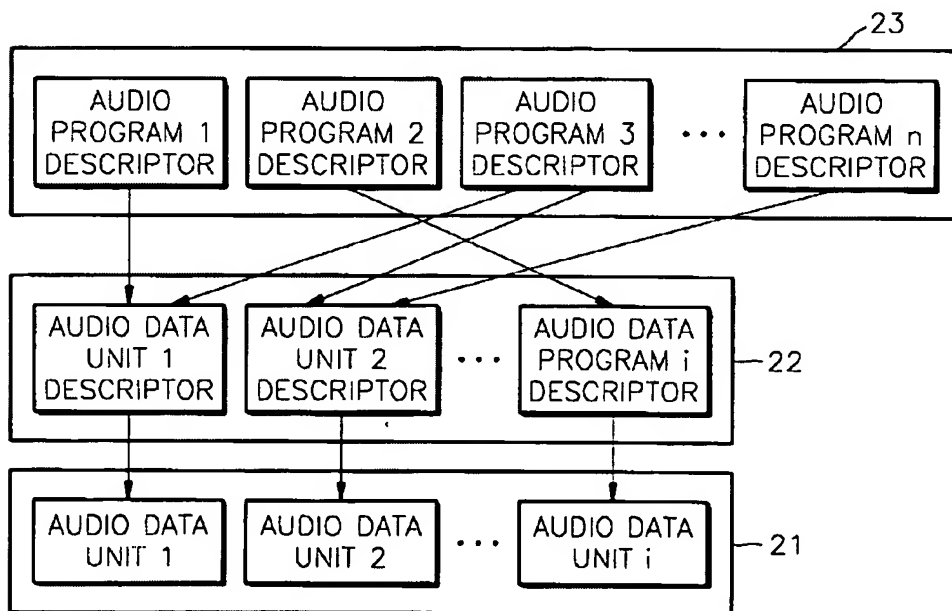 23
AUDIO
PROGRAM 1
DESCRIPTOR
AUDIO
PROGRAM 2
DESCRIPTOR
AUDIO
PROGRAM 3
DESCRIPTOR
...
AUDIO
PROGRAM n
DESCRIPTOR
AUDIO DATA
UNIT 1
DESCRIPTOR
AUDIO DATA
UNIT 2
DESCRIPTOR
...
AUDIO DATA
PROGRAM i
DESCRIPTOR
22
AUDIO DATA
UNIT 1
AUDIO DATA
UNIT 2
...
AUDIO DATA
UNIT i
21